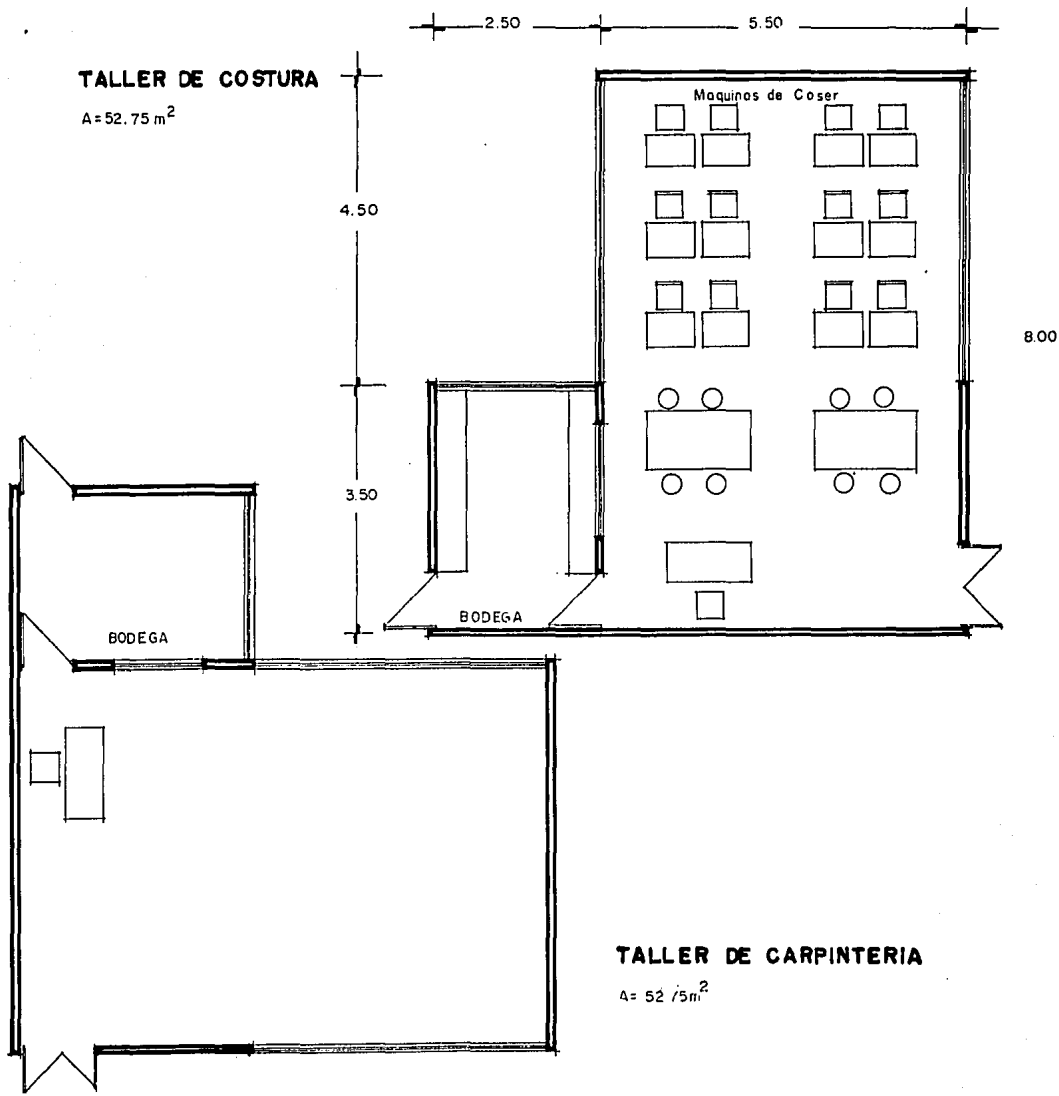 2.50
5.50
TALLER DE COSTURA
A=52.75 m²
Maquinas de Coser
4.50
8.00
3.50
BODEGA
BODEGA
TALLER DE CARPINTERIA
A= 52 75m²